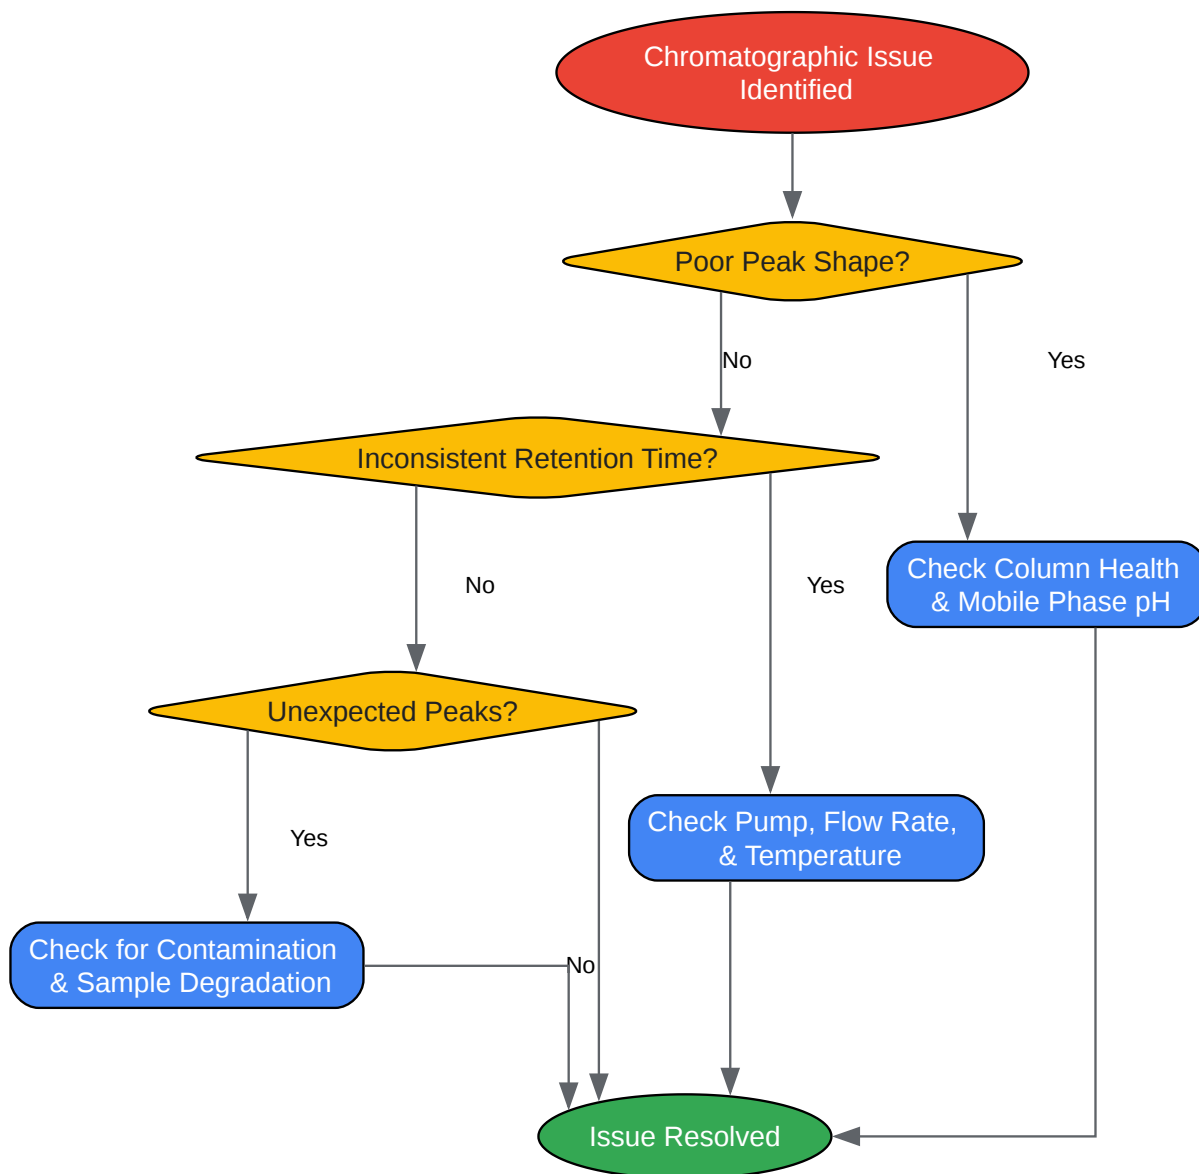 Chromatographic Issue
Identified
Poor Peak Shape?
No
Yes
Inconsistent Retention Time?
No
Yes
Check Column Health
& Mobile Phase pH
Unexpected Peaks?
Yes
Check Pump, Flow Rate,
& Temperature
Check for Contamination
& Sample Degradation
No
Issue Resolved